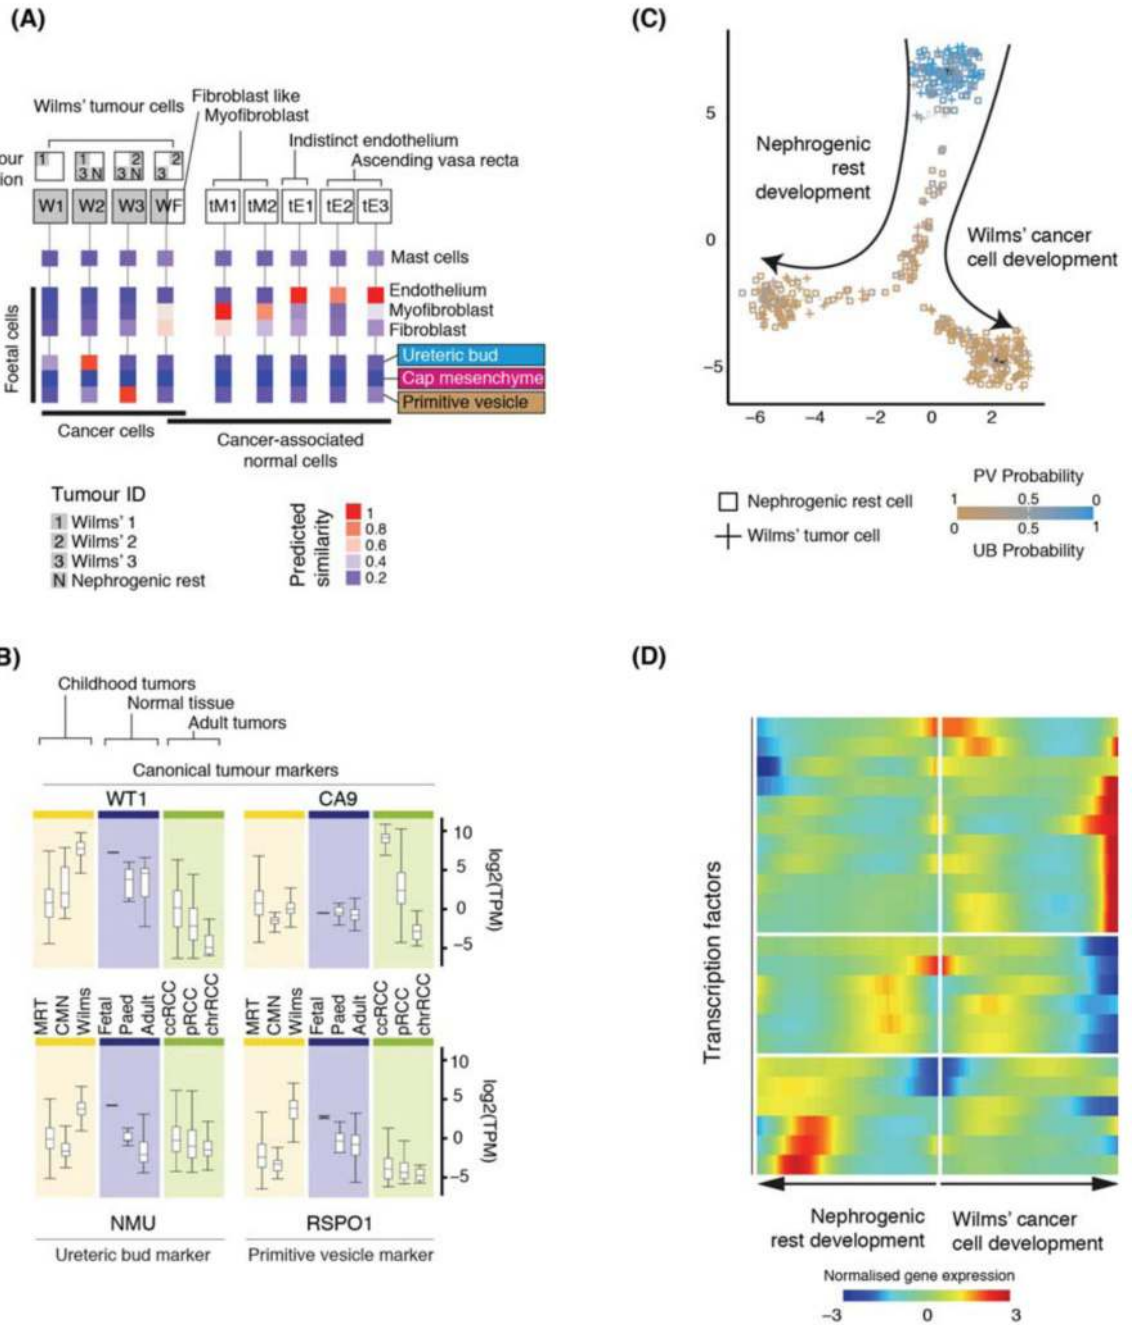 (A)
Wilms' tumour cells
Fibroblast like
Myofibroblast
Indistinct endothelium
Ascending vasa recta
our
ion
1
1
3 N
2
3 N
2
3
W1
W2
W3
WF
tM1
tM2
tE1
tE2
tE3
Mast cells
Endothelium
Myofibroblast
Fibroblast
Foetal cells
Ureteric bud
Cap mesenchyme
Primitive vesicle
Cancer cells
Cancer-associated
normal cells
Tumour ID
1 Wilms' 1
2 Wilms' 2
3 Wilms' 3
N Nephrogenic rest
Predicted
similarity
1
0.8
0.6
0.4
0.2
(C)
5
0
−5
−6 −4 −2 0 2
Nephrogenic
rest
development
Wilms' cancer
cell development
Nephrogenic rest cell
Wilms' tumor cell
PV Probability
1 0.5 0
0 0.5 1
UB Probability
B)
Childhood tumors
Normal tissue
Adult tumors
Canonical tumour markers
WT1 CA9
10
5
0
−5
log2(TPM)
MRT
CMN
Wilms
Fetal
Paed
Adult
ccRCC
pRCC
chrRCC
MRT
CMN
Wilms
Fetal
Paed
Adult
ccRCC
pRCC
chrRCC
10
5
0
−5
log2(TPM)
NMU RSPO1
Ureteric bud marker Primitive vesicle marker
(D)
Transcription factors
Nephrogenic
rest development
Wilms' cancer
cell development
Normalised gene expression
−3 0 3